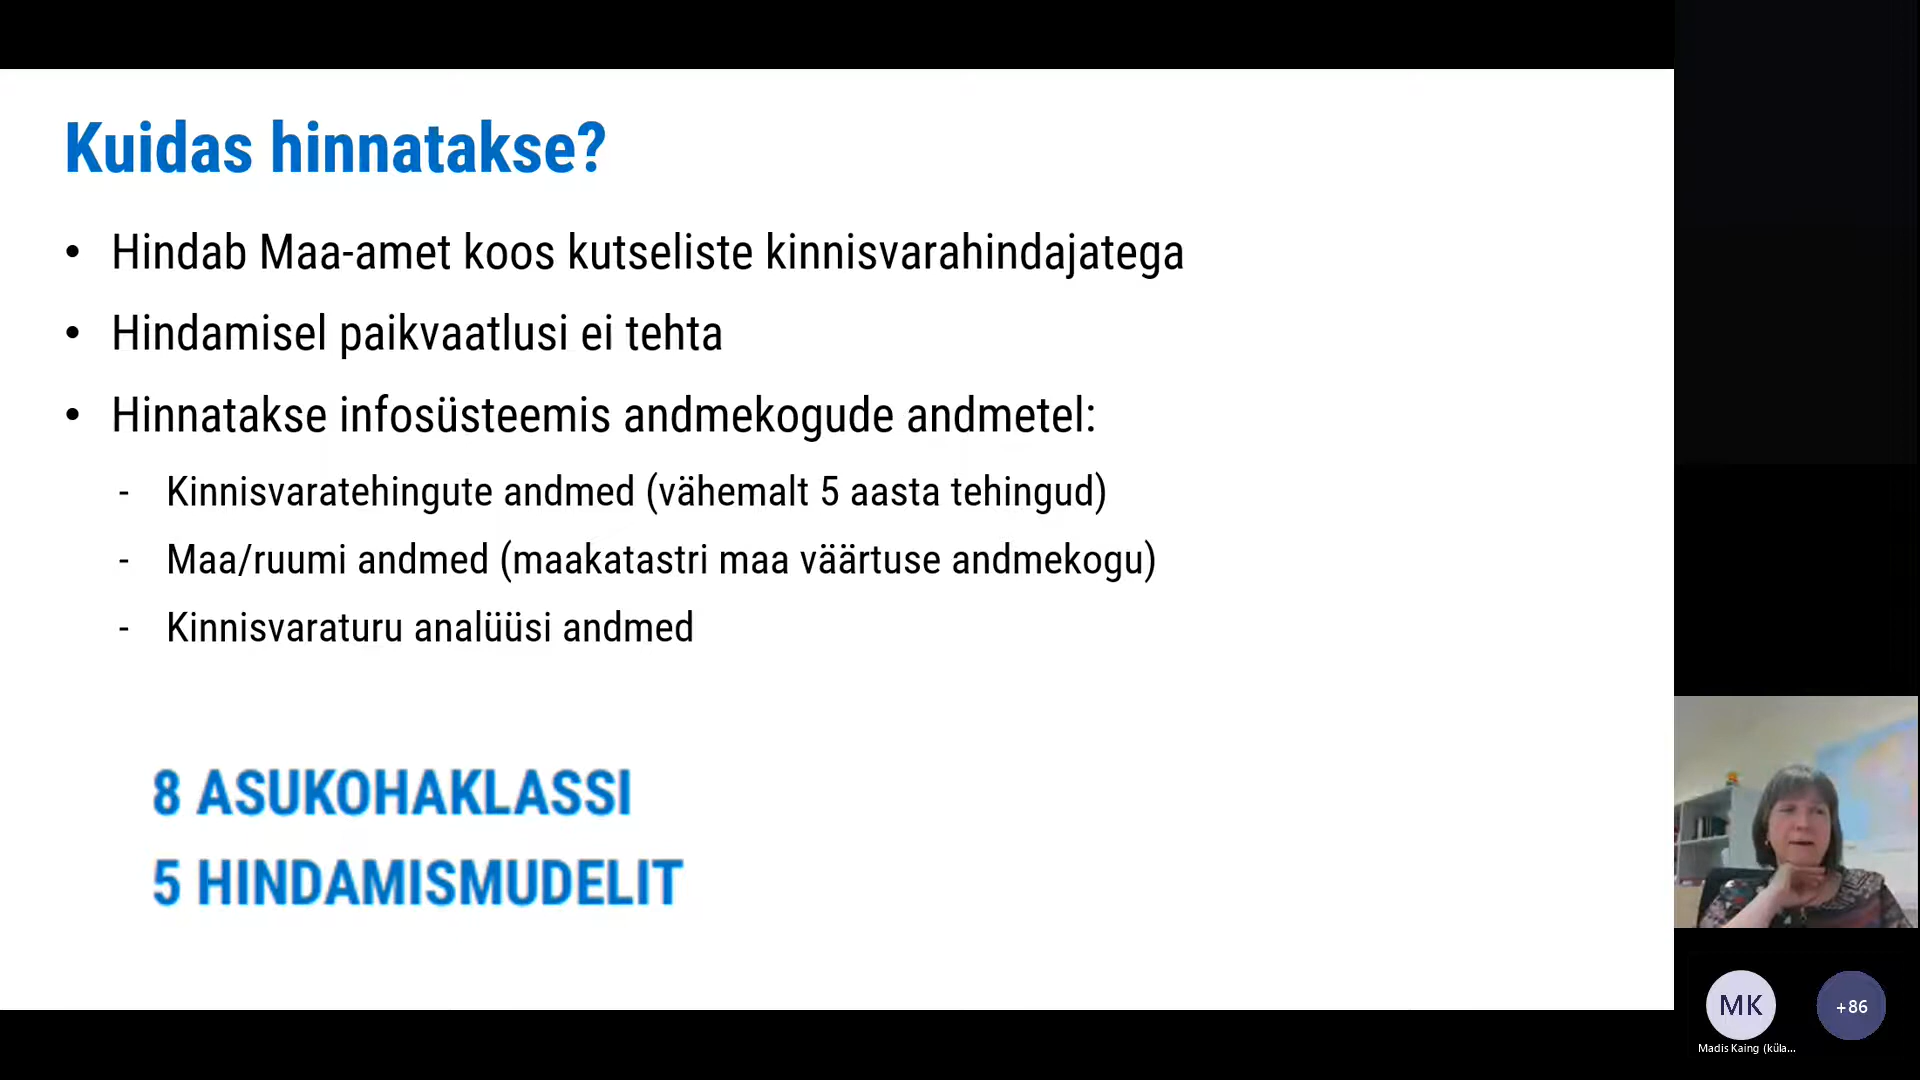 Kuidas hinnatakse?
• Hindab Maa-amet koos kutseliste kinnisvarahindajatega
• Hindamisel paikvaatlusi ei tehta
• Hinnatakse infosüsteemis andmekogude andmetel:
- Kinnisvaratehingute andmed (vähemalt 5 aasta tehingud)
- Maa/ruumi andmed (maakatastri maa väärtuse andmekogu)
- Kinnisvaraturu analüüsi andmed
8 ASUKOHAKLASSI
5 HINDAMISMUDELIT
MK
+86
Madis Kaing (küla...